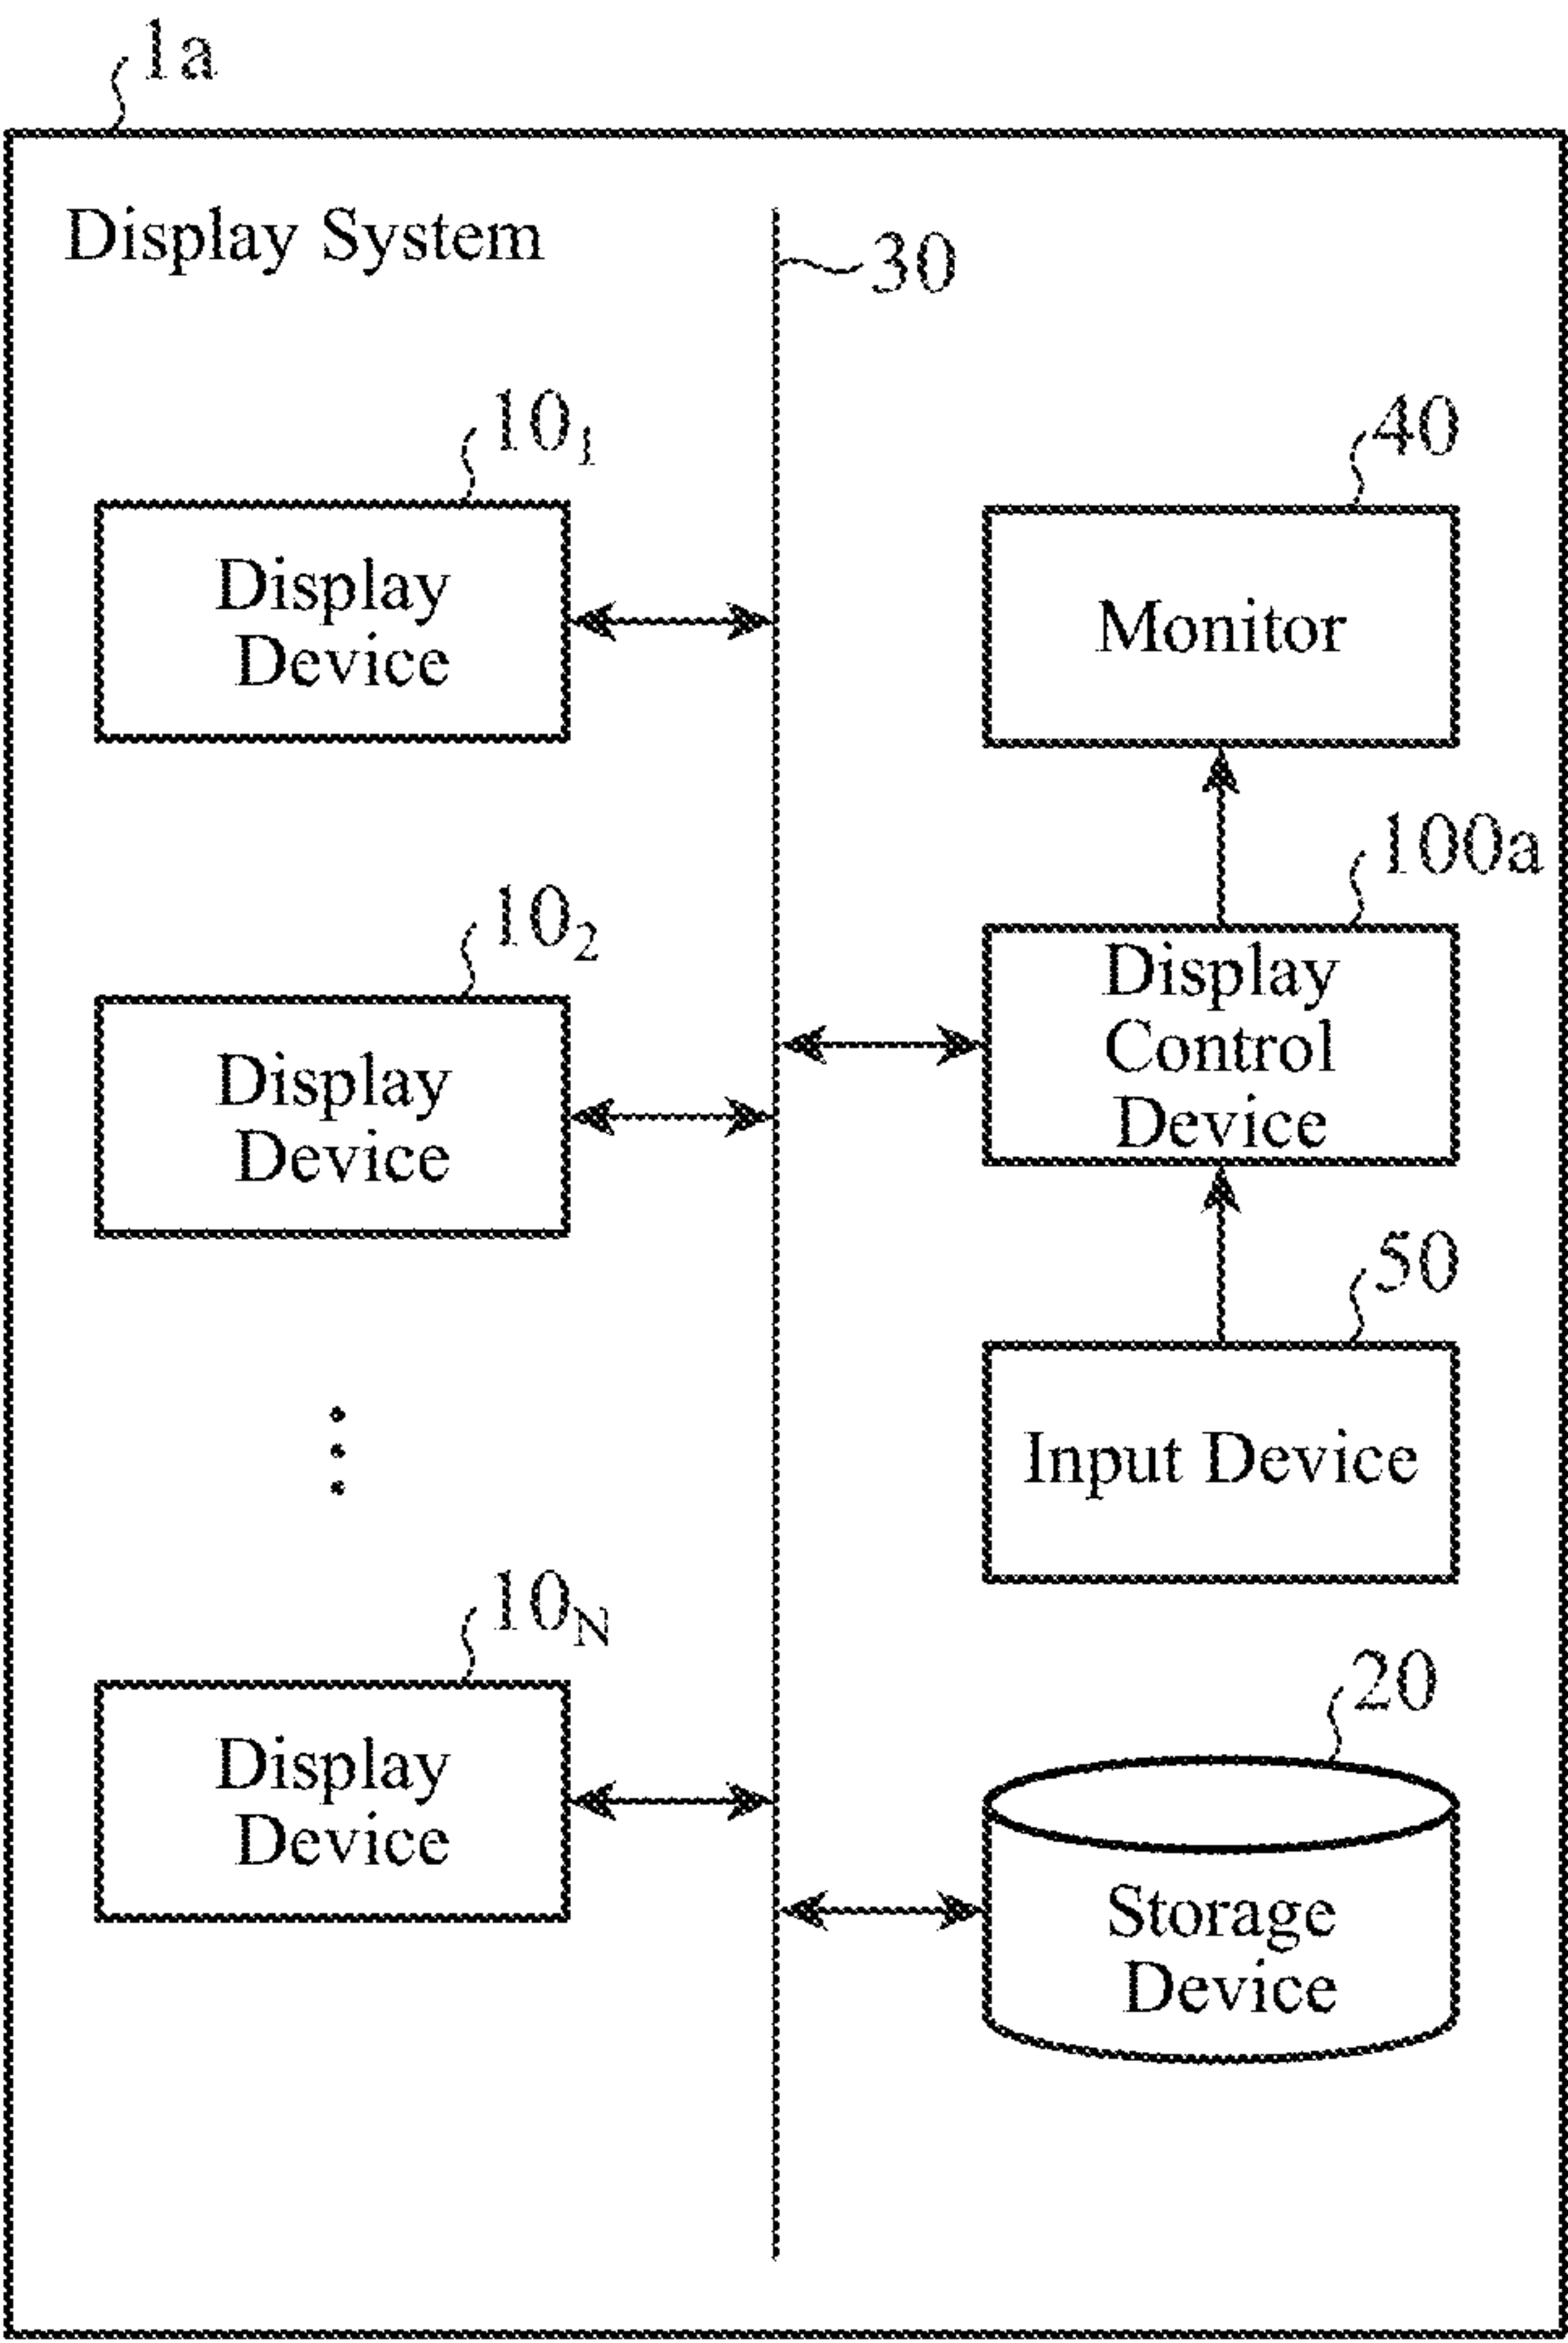 1a
Display System
30
10₁
Display
Device
40
Monitor
100a
Display
Control
Device
10₂
Display
Device
50
Input Device
10N
Display
Device
20
Storage
Device